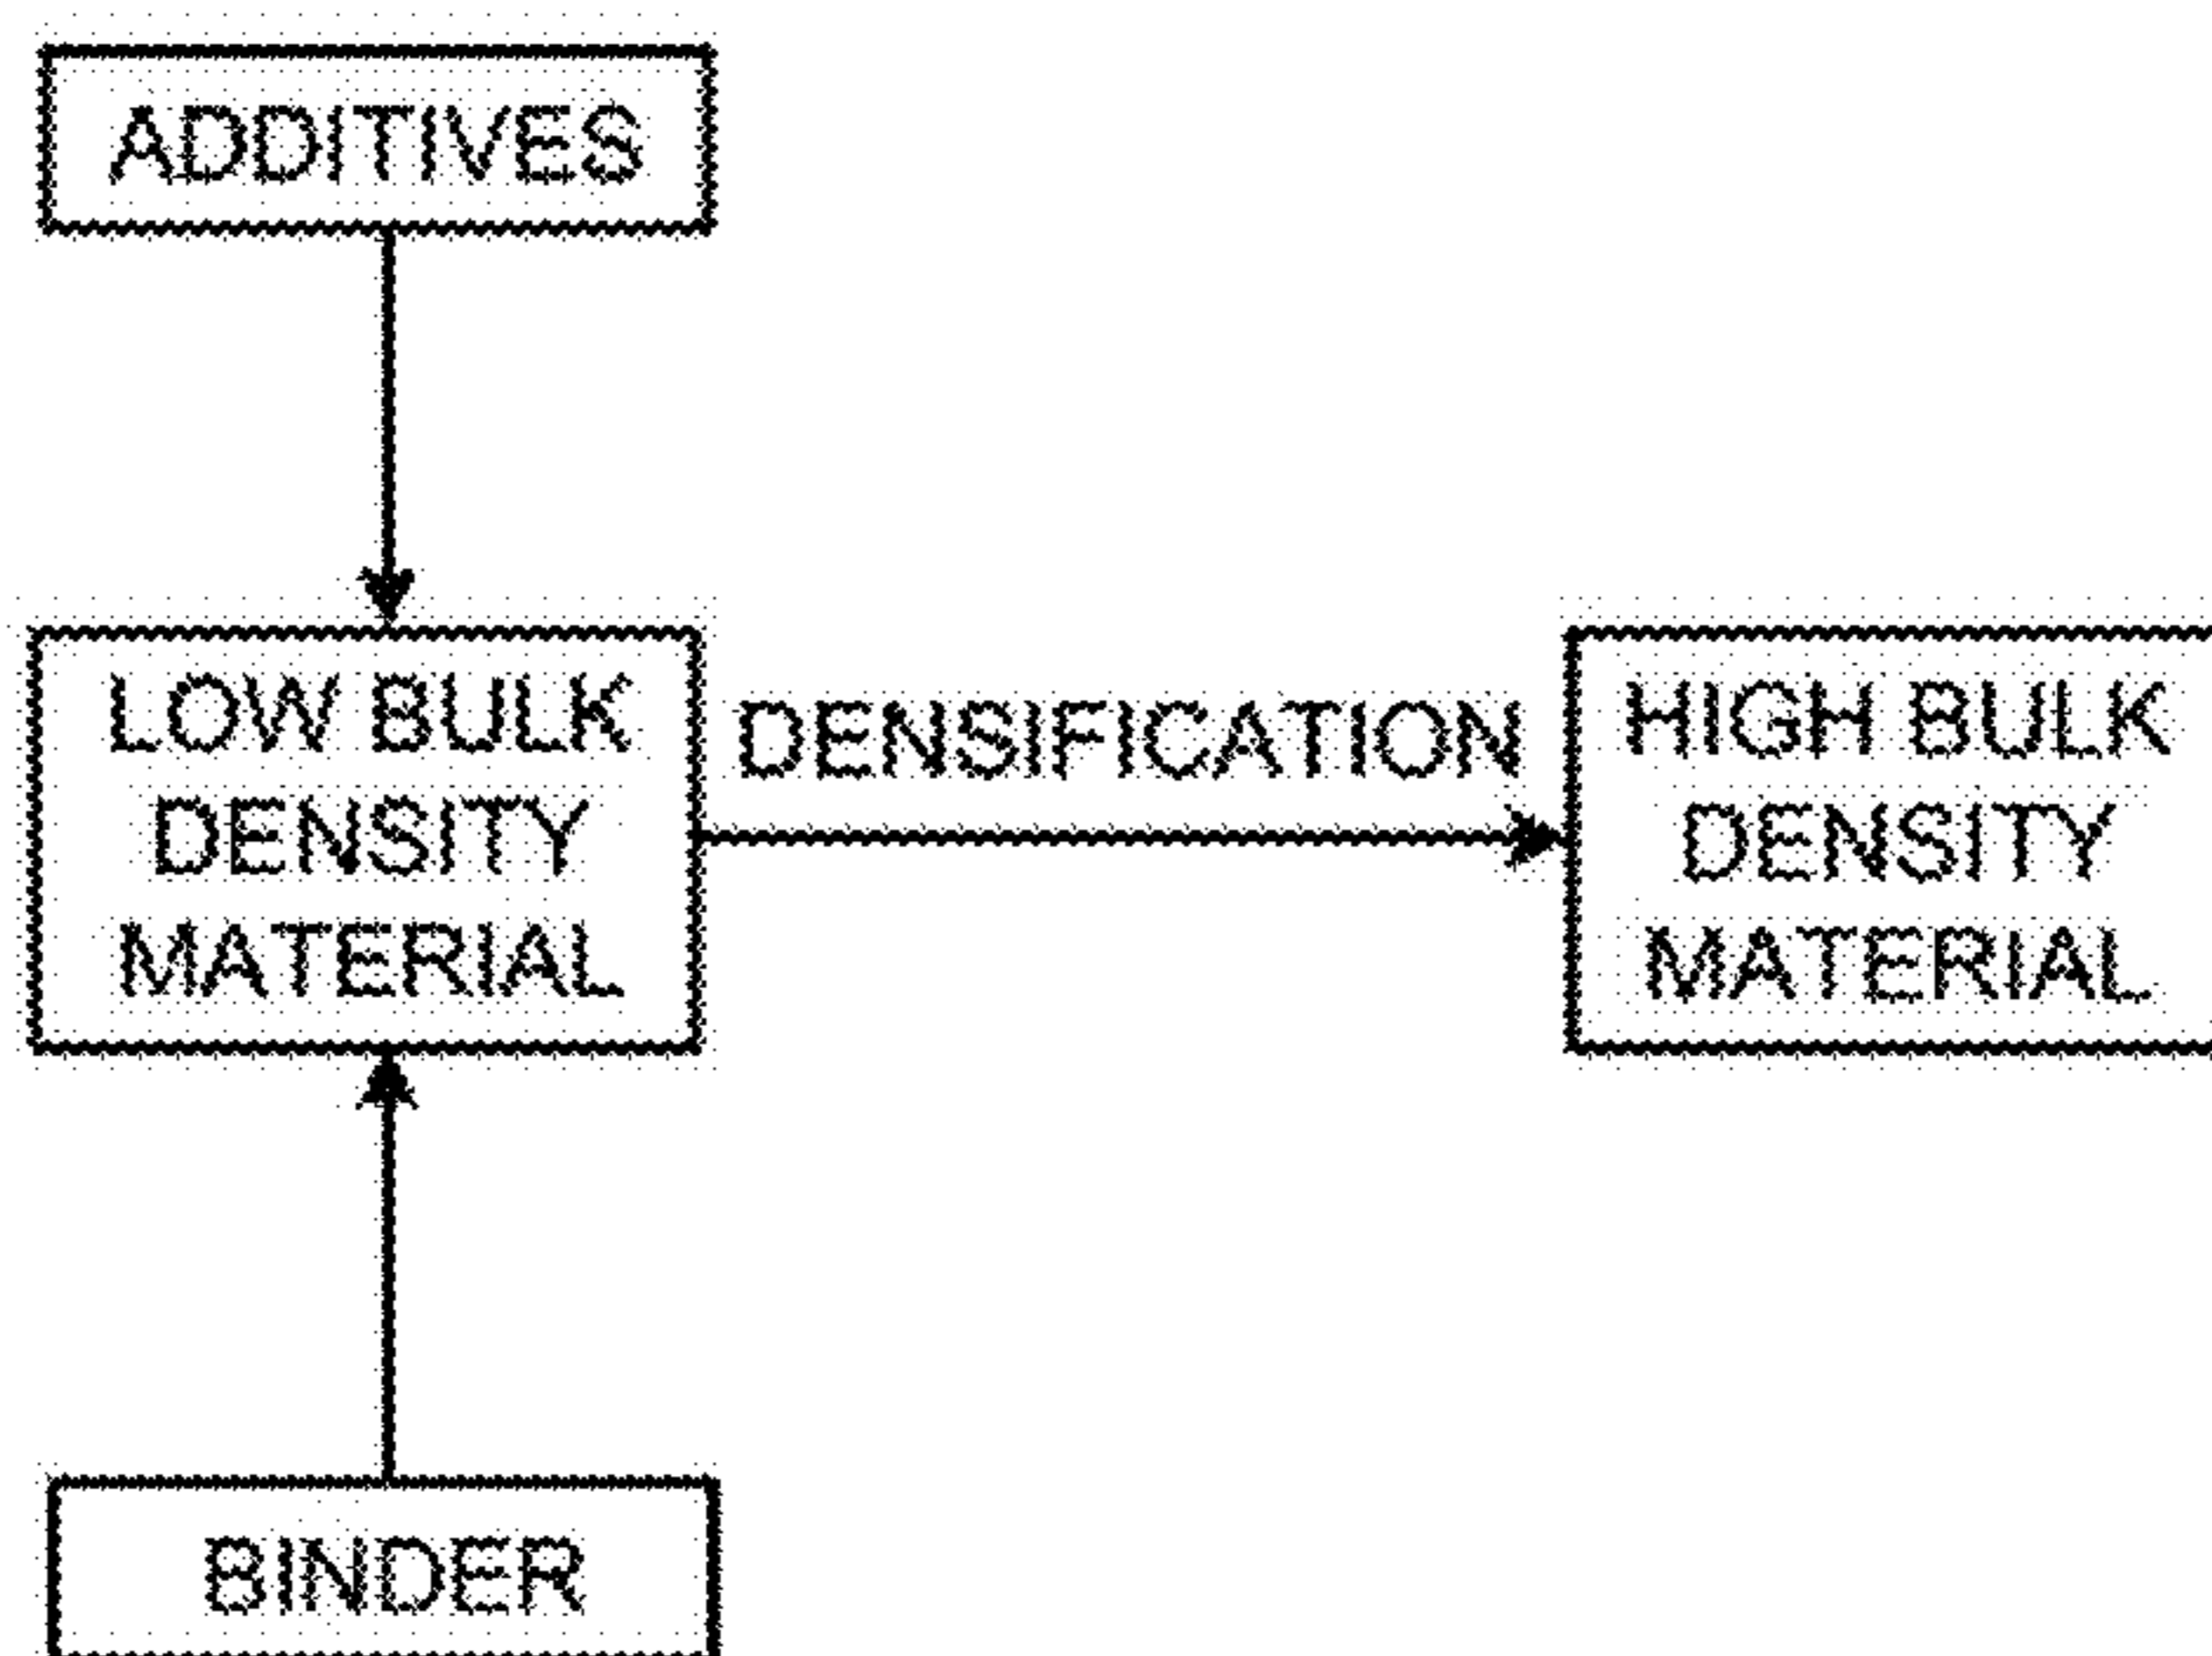 ADDITIVES
LOW BULK
DENSITY
MATERIAL
DENSIFICATION
HIGH BULK
DENSITY
MATERIAL
BINDER